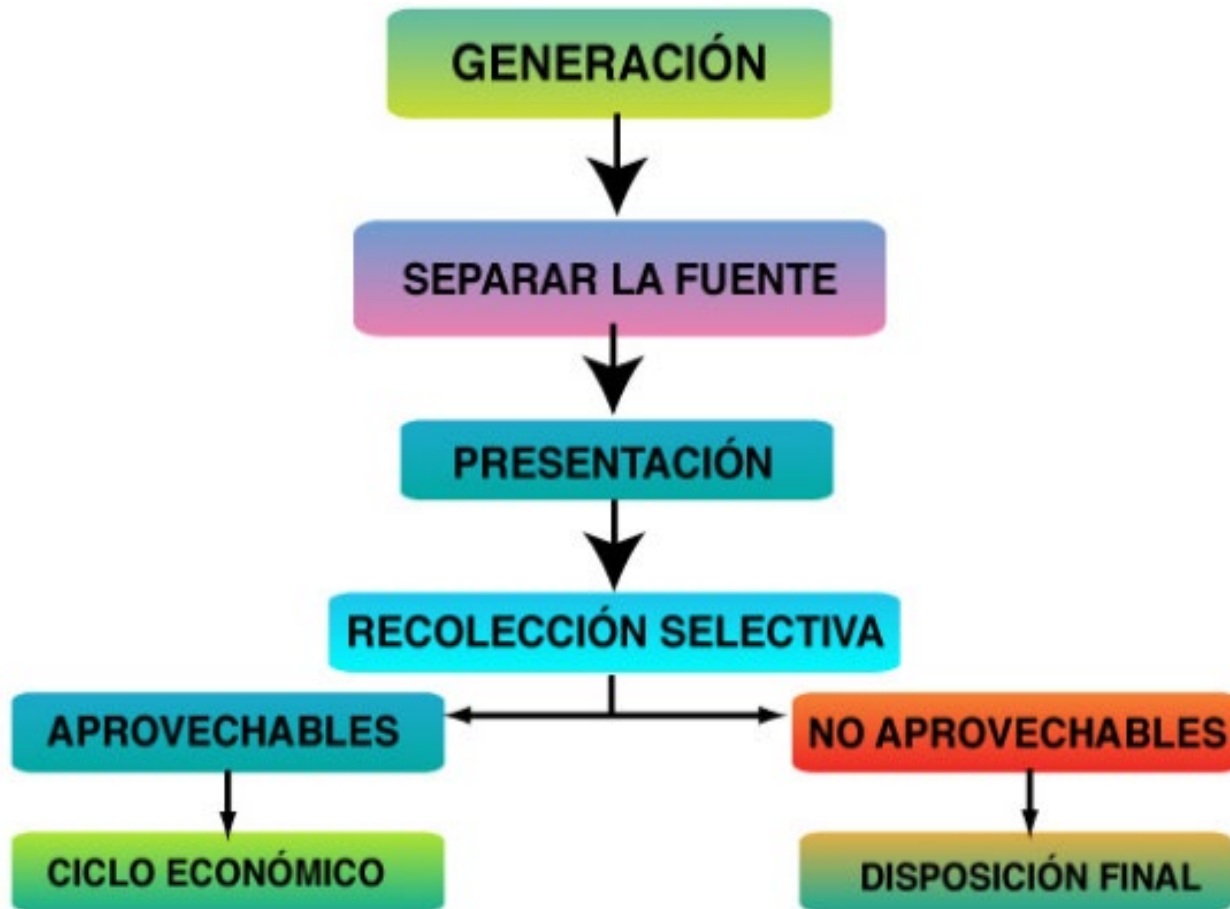 GENERACIÓN
SEPARAR LA FUENTE
PRESENTACIÓN
RECOLECCIÓN SELECTIVA
APROVECHABLES
NO APROVECHABLES
CICLO ECONÓMICO
DISPOSICIÓN FINAL